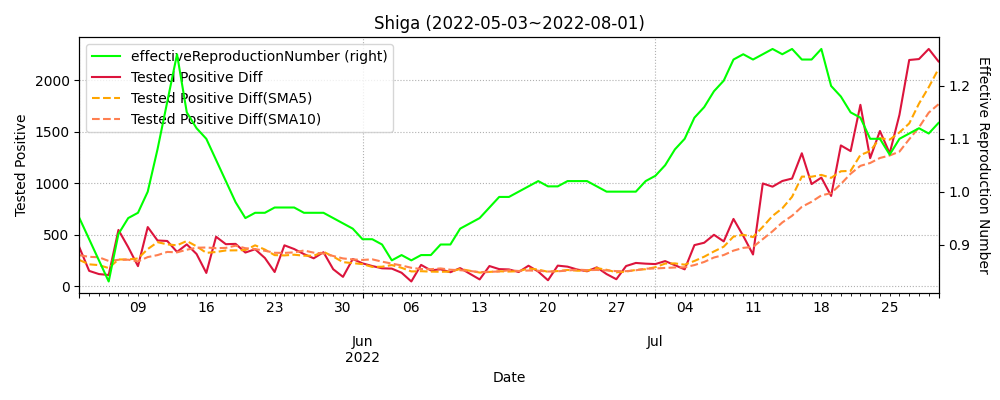 Shiga (2022-05-03~2022-08-01)
effectiveReproductionNumber (right)
Tested Positive Diff
Tested Positive Diff(SMA5)
Tested Positive Diff(SMA10)
Tested Positive
2000
1500
1000
500
0
1.2
1.1
1.0
0.9
Effective Reproduction Number
09 16 23 30 06 13 20 27 04 11 18 25
Jun Jul
2022
Date